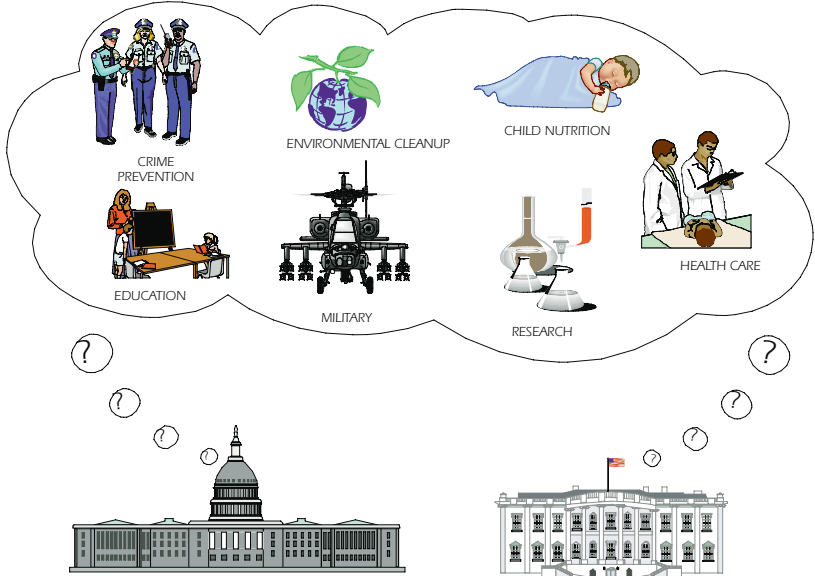 CRIME
PREVENTION
ENVIRONMENTAL CLEANUP
CHILD NUTRITION
EDUCATION
MILITARY
RESEARCH
HEALTH CARE
?
?
?
?
?
?
?
?